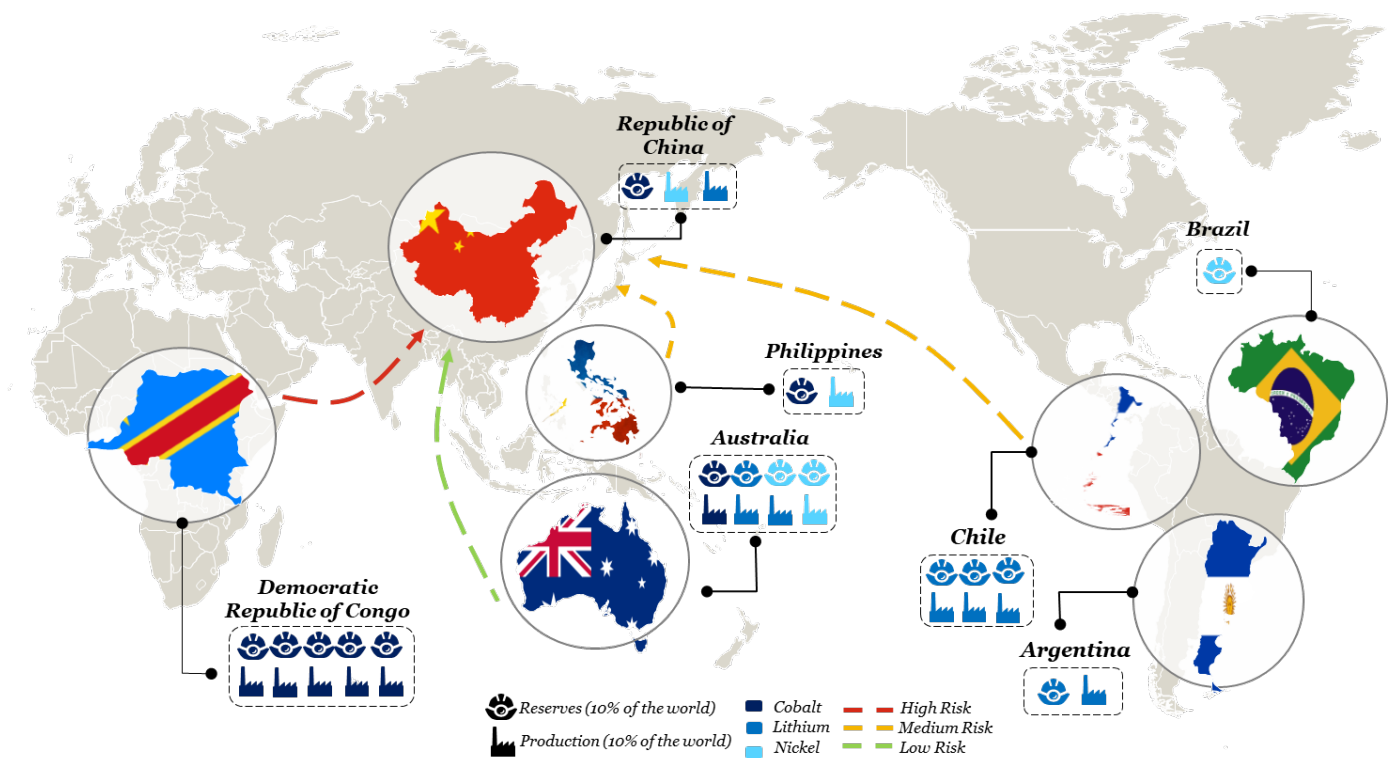 Republic of
China
Brazil
Philippines
Australia
Chile
Democratic
Republic of Congo
Argentina
Reserves (10% of the world)
Production (10% of the world)
Cobalt
Lithium
Nickel
High Risk
Medium Risk
Low Risk